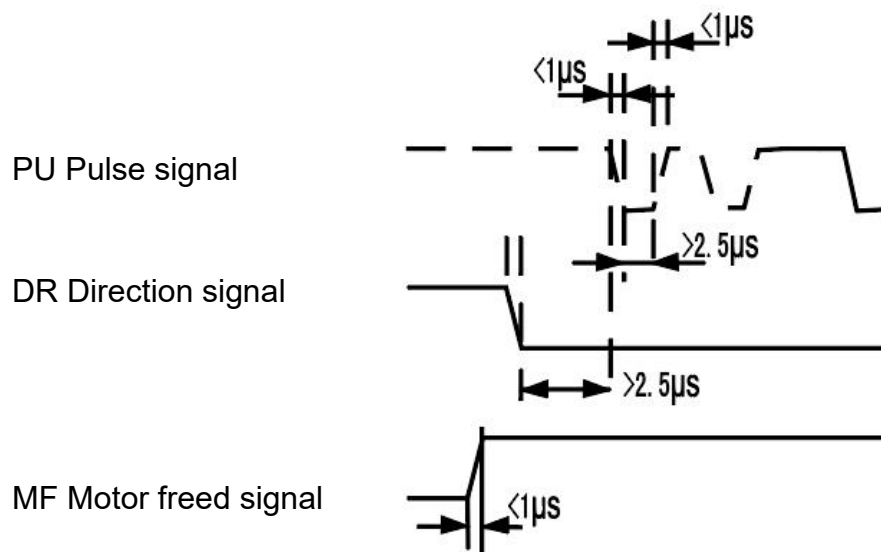 <1μs
<1μs
PU Pulse signal
>2.5μs
DR Direction signal
>2.5μs
MF Motor freed signal
<1μs